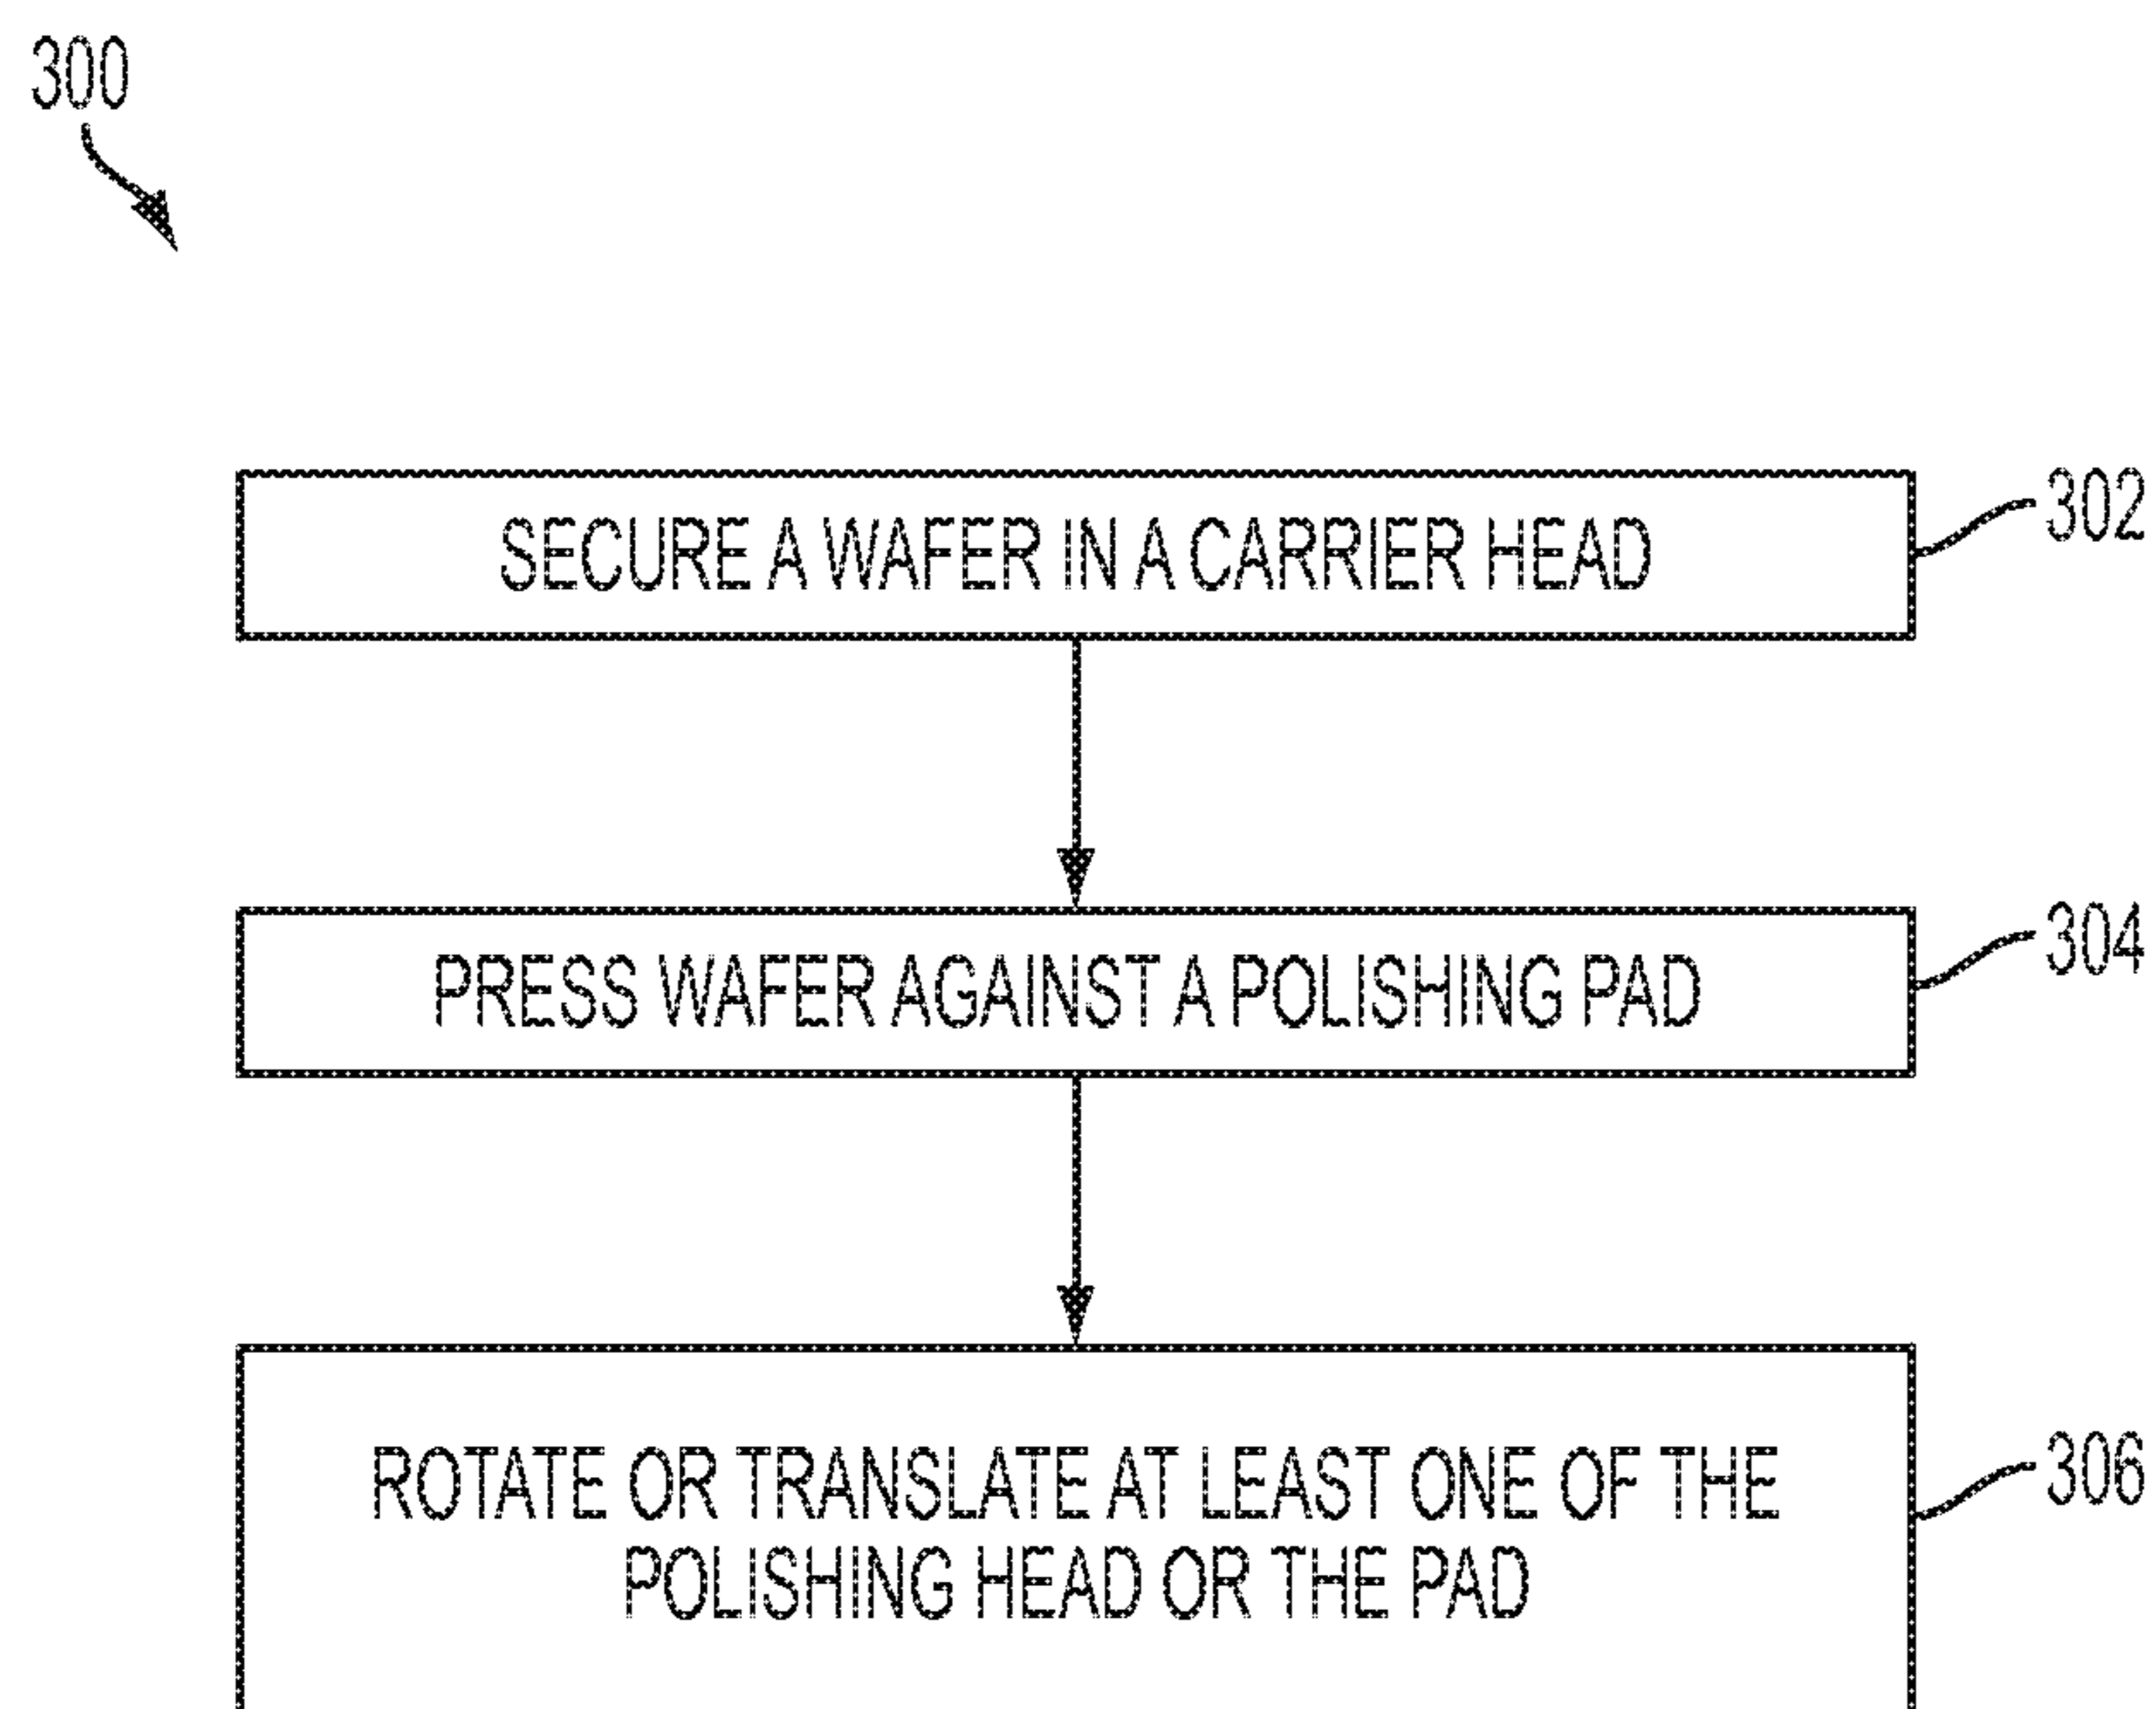 300
SECURE A WAFER IN A CARRIER HEAD
302
PRESS WAFER AGAINST A POLISHING PAD
304
ROTATE OR TRANSLATE AT LEAST ONE OF THE
POLISHING HEAD OR THE PAD
306